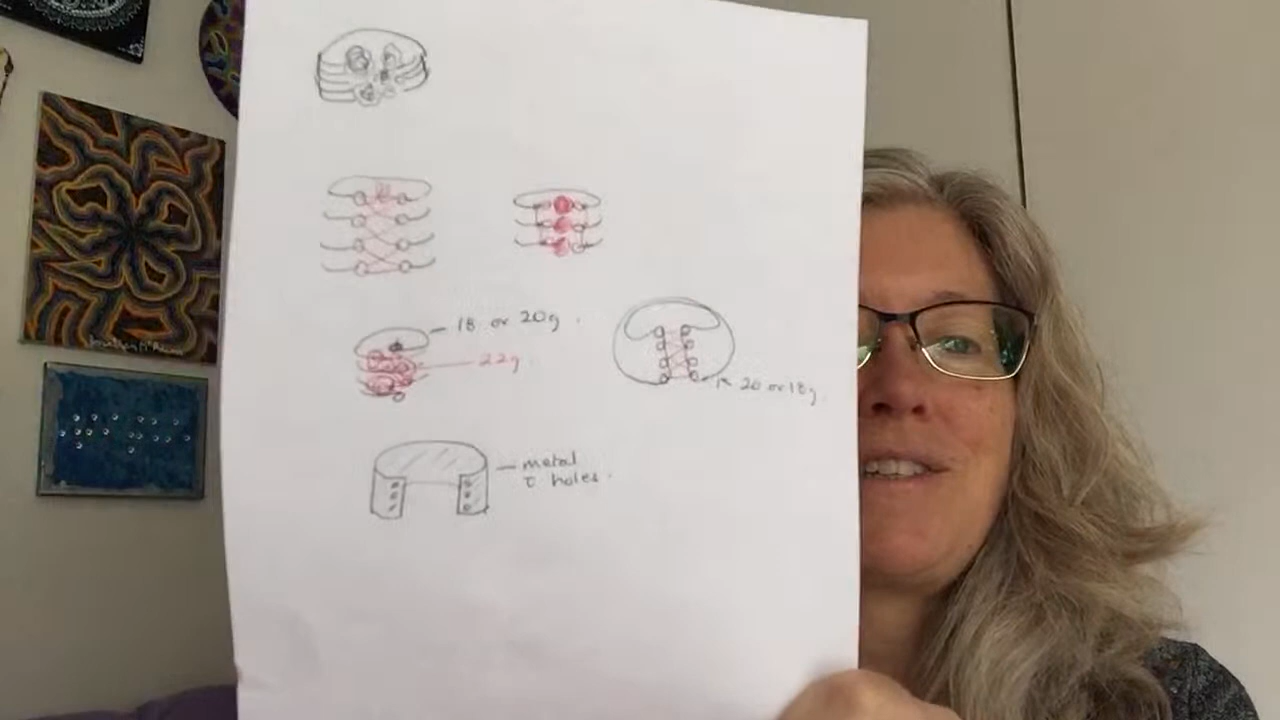 18 or 20g.
22g.
20 or 18g.
metal
c holes.